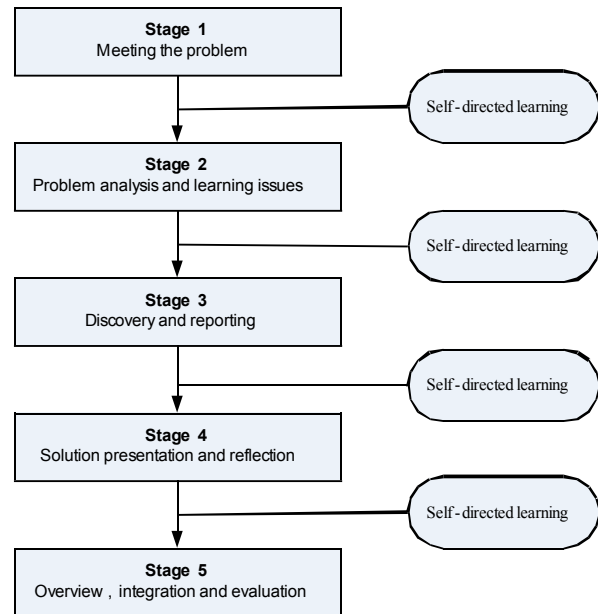 Stage 1
Meeting the problem
Self-directed learning
Stage 2
Problem analysis and learning issues
Self-directed learning
Stage 3
Discovery and reporting
Self-directed learning
Stage 4
Solution presentation and reflection
Self-directed learning
Stage 5
Overview , integration and evaluation